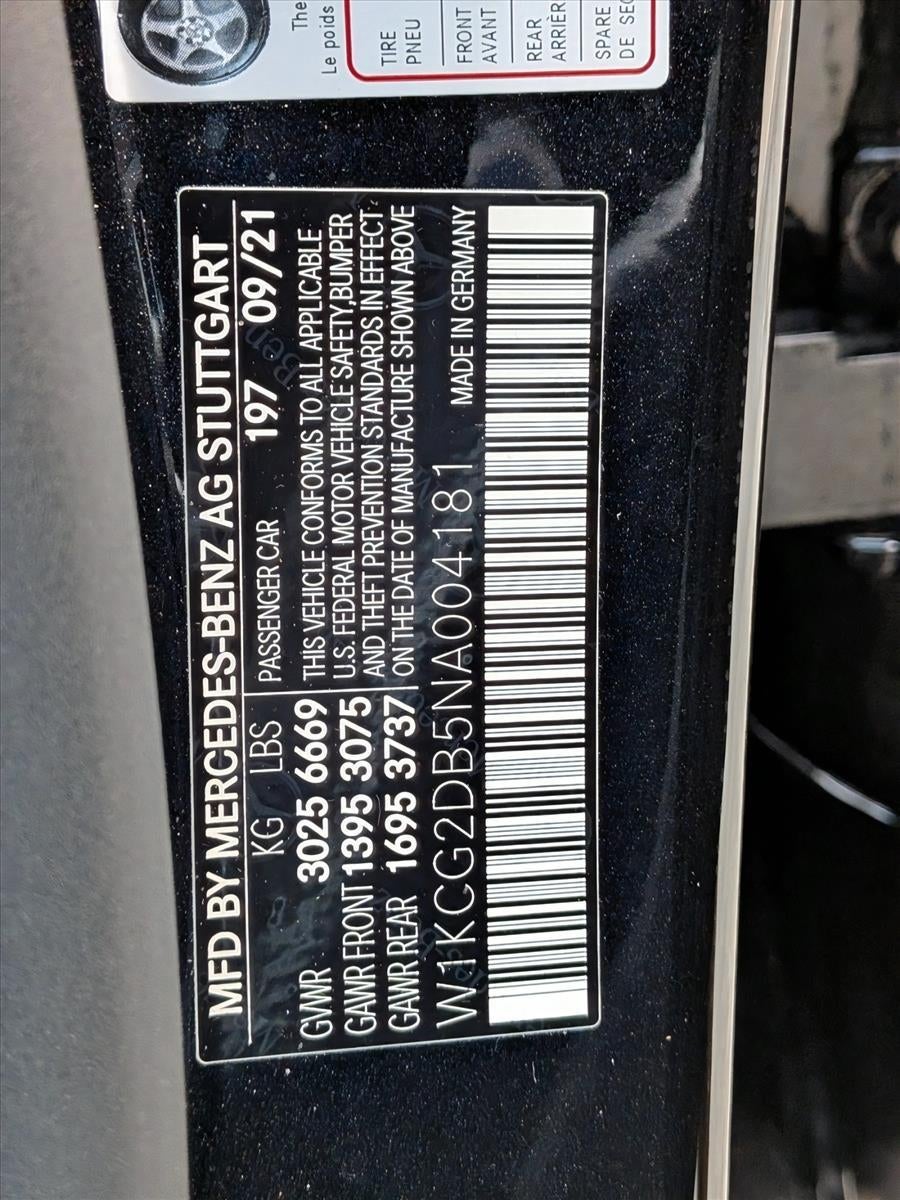 The
Le poids
TIRE
PNEU
FRONT
AVANT
REAR
SPARE
MFD BY MERCEDES-BENZ AG STUTTGART
KG LBS PASSENGER CAR 197 09/21
GVWR 3025 6669 THIS VEHICLE CONFORMS TO ALL APPLICABLE
U.S. FEDERAL MOTOR VEHICLE SAFETY,BUMPER
GAWR FRONT 1395 3075 AND THEFT PREVENTION STANDARDS IN EFFECT
GAWR REAR 1695 3737 ON THE DATE OF MANUFACTURE SHOWN ABOVE
W1KCG2DB5NA004181 MADE IN GERMANY